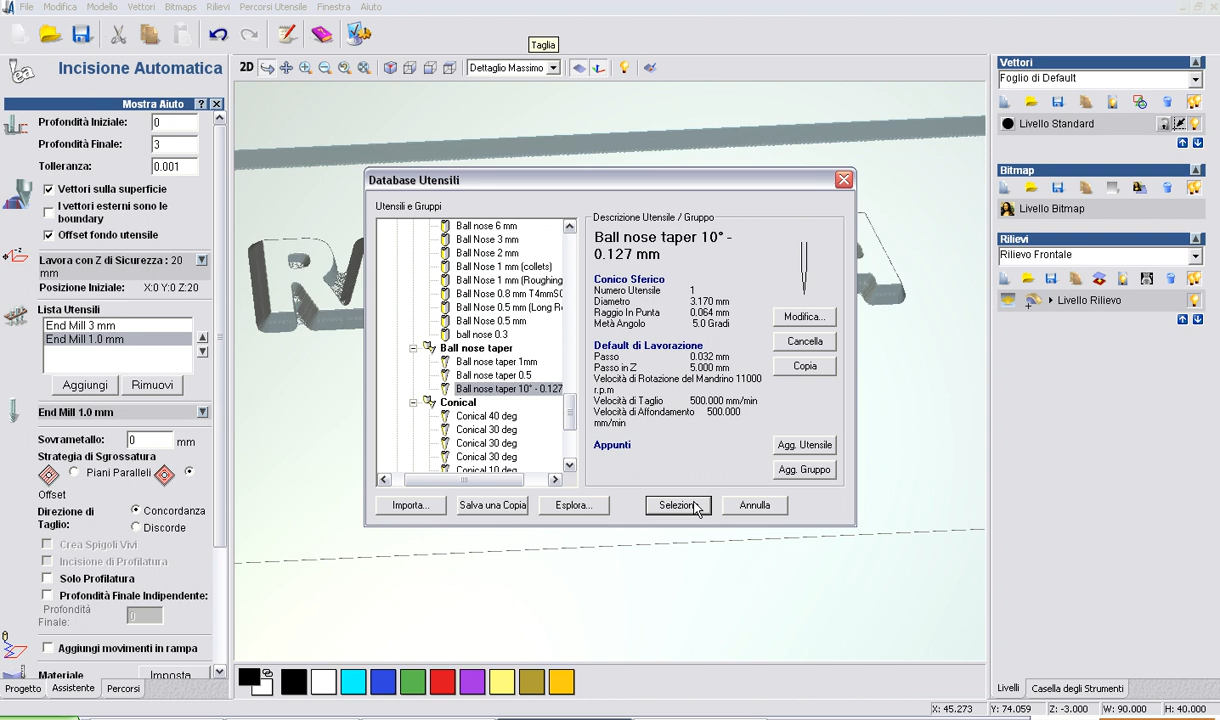 File Modifica Modello Vettori Bitmaps Rilievi Percorsi Utensile Finestra Aiuto
Taglia
Incisione Automatica
2D
Dettaglio Massimo
Mostra Aiuto ? X
Profondità Iniziale: 0
Profondità Finale: 3
Tolleranza: 0.001
Vettori sulla superficie
I vettori esterni sono le
boundary
Offset fondo utensile
Lavora con Z di Sicurezza : 20
mm
Posizione Iniziale: X:0 Y:0 Z:20
Lista Utensili
End Mill 3 mm
End Mill 1.0 mm
Aggiungi Rimuovi
End Mill 1.0 mm
Sovrametallo: 0 mm
Strategia di Sgrossatura
Piani Paralleli
Offset
Direzione di
Taglio:
Concordanza
Discorde
Crea Spigoli Vivi
Incisione di Profilatura
Solo Profilatura
Profondità Finale Indipendente:
Profondità
Finale: 0
Aggiungi movimenti in rampa
Materiale Imposta
Progetto Assistente Percorsi
Database Utensili
Utensili e Gruppi
Ball nose 6 mm
Ball Nose 3 mm
Ball Nose 2 mm
Ball Nose 1 mm (collets)
Ball Nose 1 mm (Roughing
Ball Nose 0.8 mm T4mmS
Ball Nose 0.5 mm (Long R
Ball Nose 0.5 mm
ball nose 0.3
Ball nose taper
Ball nose taper 1mm
Ball nose taper 0.5
Ball nose taper 10° - 0.127
Conical
Conical 40 deg
Conical 30 deg
Conical 30 deg
Conical 30 deg
Conical 10 deg
Descrizione Utensile / Gruppo
Ball nose taper 10° -
0.127 mm
Conico Sferico
Numero Utensile 1
Diametro 3.170 mm
Raggio In Punta 0.064 mm
Metà Angolo 5.0 Gradi
Default di Lavorazione
Passo 0.032 mm
Passo in Z 5.000 mm
Velocità di Rotazione del Mandrino 11000
r.p.m
Velocità di Taglio 500.000 mm/min
Velocità di Affondamento 500.000
mm/min
Appunti
Modifica...
Cancella
Copia
Agg. Utensile
Agg. Gruppo
Importa... Salva una Copia Esplora... Selezion Annulla
Vettori
Foglio di Default
Livello Standard
Bitmap
Livello Bitmap
Rilievi
Rilievo Frontale
Livello Rilievo
Livelli Casella degli Strumenti
X: 45.273 Y: 74.059 Z: -3.000 W: 90.000 H: 40.000